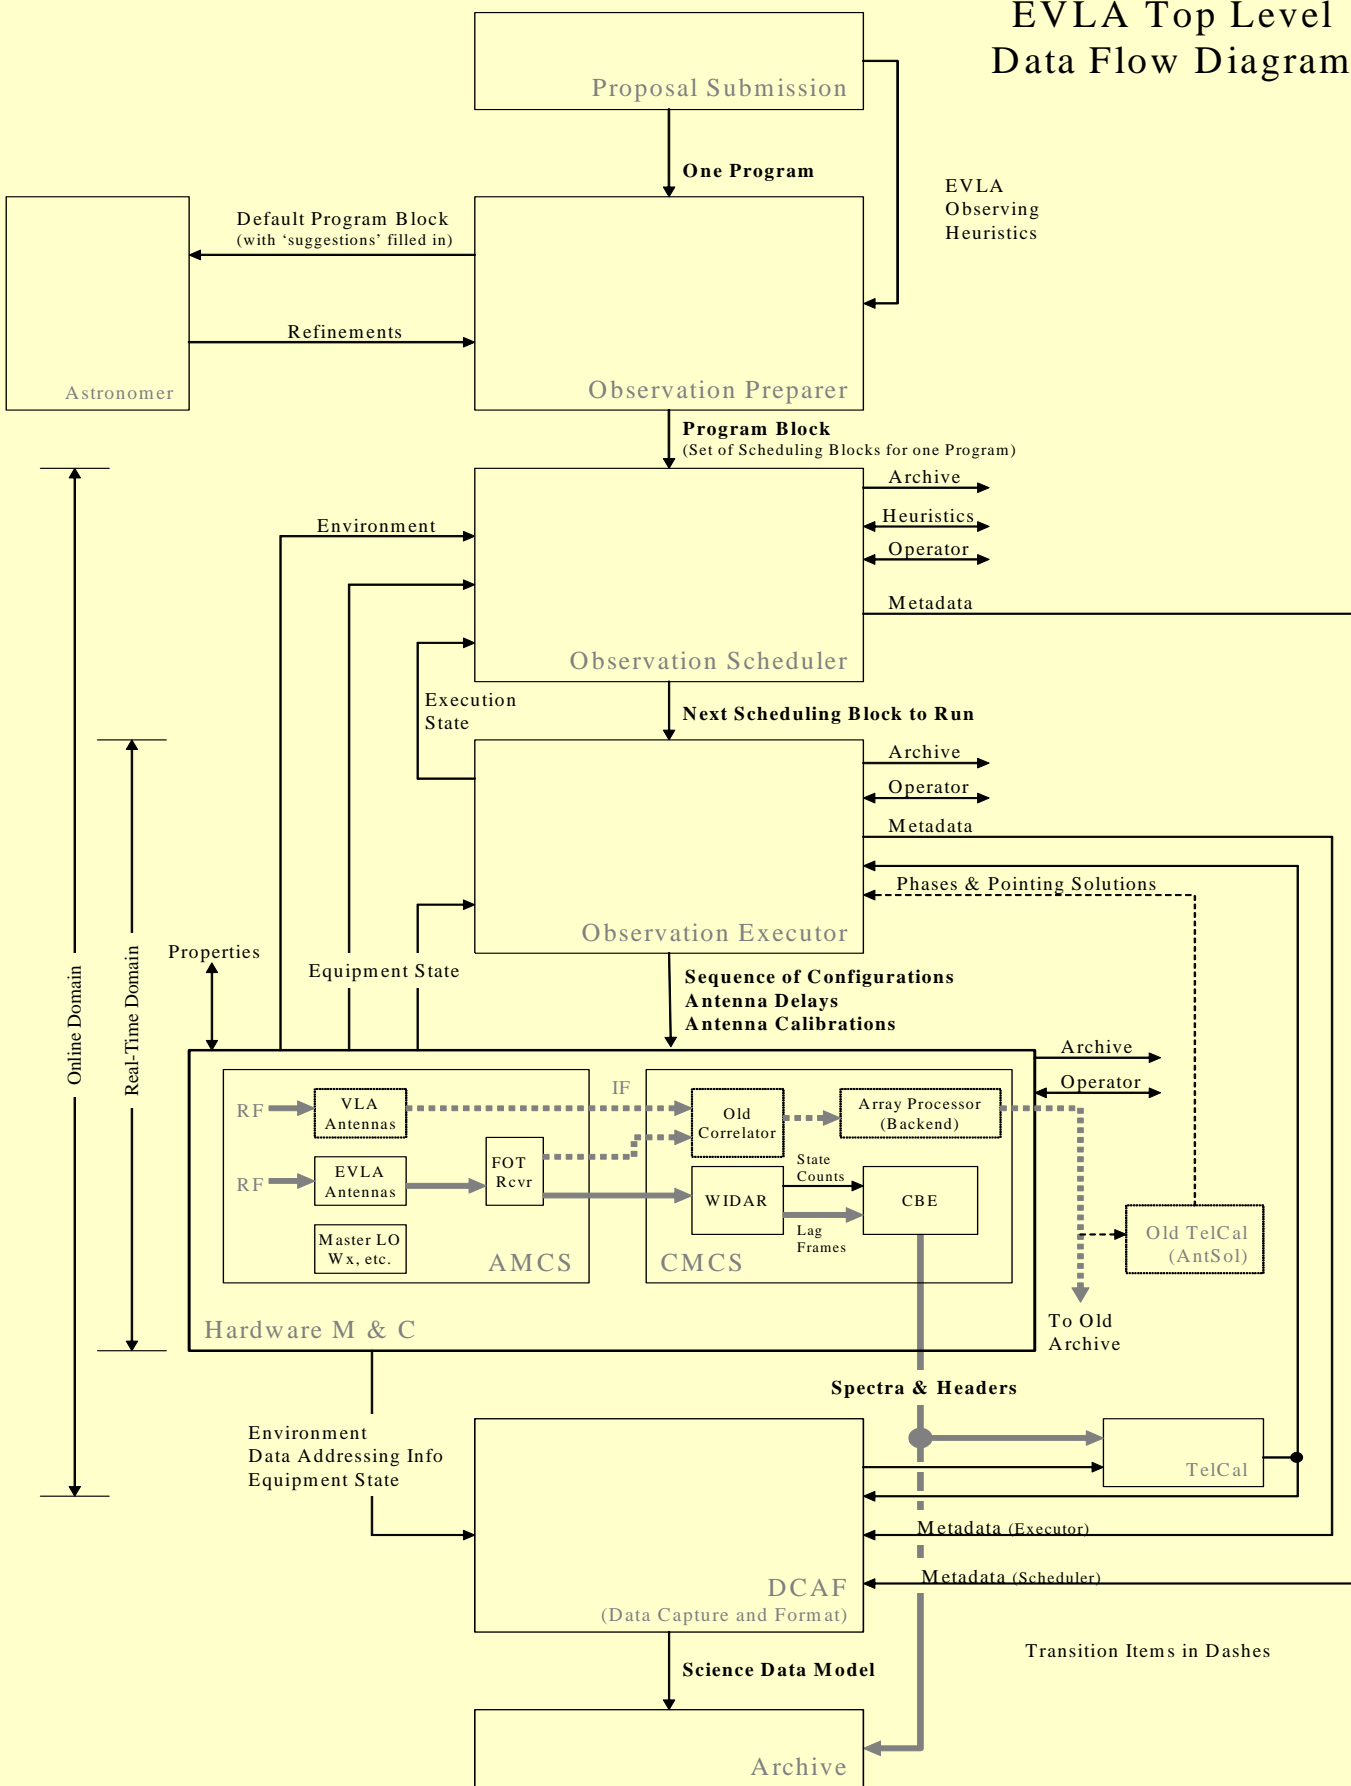 EVLA Top Level
Data Flow Diagram
Proposal Submission
One Program
EVLA
Observing
Heuristics
Default Program Block
(with ‘suggestions’ filled in)
Refinements
Astronomer
Observation Preparer
Program Block
(Set of Scheduling Blocks for one Program)
Archive
Heuristics
Operator
Metadata
Environment
Observation Scheduler
Execution
State
Next Scheduling Block to Run
Archive
Operator
Metadata
Phases & Pointing Solutions
Observation Executor
Online Domain
Real-Time Domain
Properties
Equipment State
Sequence of Configurations
Antenna Delays
Antenna Calibrations
Archive
Operator
RF
VLA
Antennas
IF
Old
Correlator
Array Processor
(Backend)
RF
EVLA
Antennas
FOT
Rcvr
WIDAR
State
Counts
Lag
Frames
CBE
Master LO
Wx, etc.
AMCS
CMCS
Old TelCal
(AntSol)
Hardware M & C
To Old
Archive
Spectra & Headers
Environment
Data Addressing Info
Equipment State
TelCal
Metadata (Executor)
Metadata (Scheduler)
DCAF
(Data Capture and Format)
Transition Items in Dashes
Science Data Model
Archive